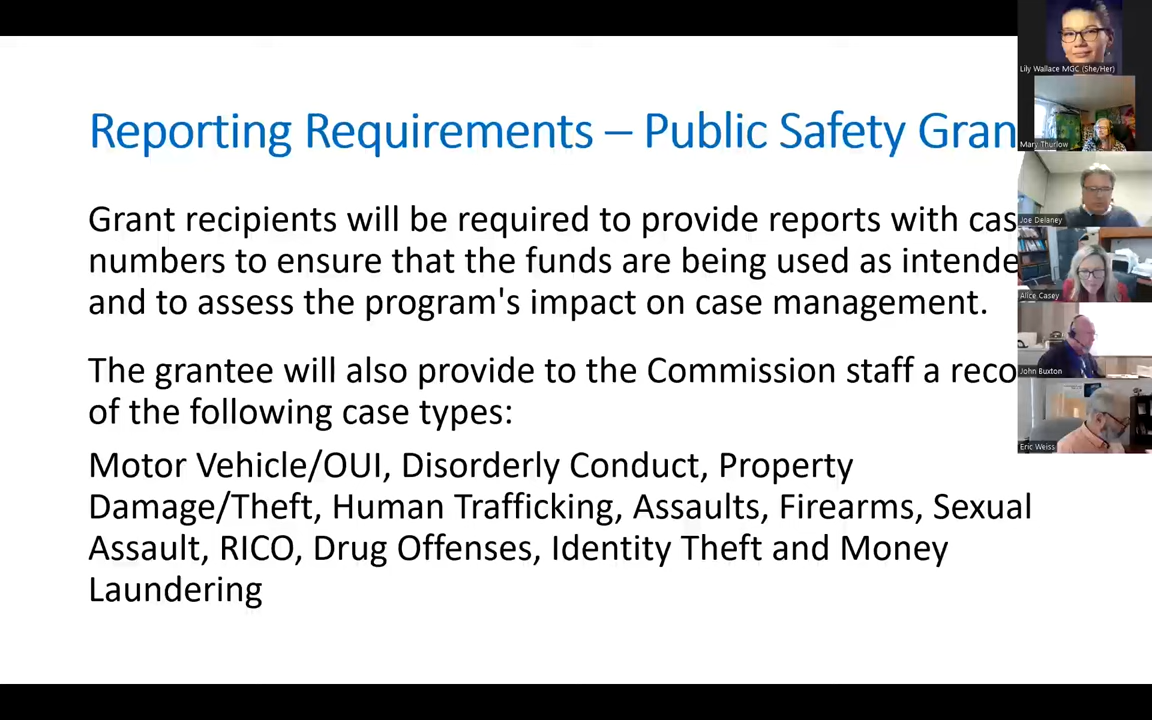 Reporting Requirements – Public Safety Gran
Grant recipients will be required to provide reports with cas
numbers to ensure that the funds are being used as intende
and to assess the program's impact on case management.
The grantee will also provide to the Commission staff a reco
of the following case types:
Motor Vehicle/OUI, Disorderly Conduct, Property
Damage/Theft, Human Trafficking, Assaults, Firearms, Sexual
Assault, RICO, Drug Offenses, Identity Theft and Money
Laundering
Lily Wallace MGC (She/Her)
Mary Thurlow
Joe Delaney
Alice Casey
John Buxton
Eric Weiss